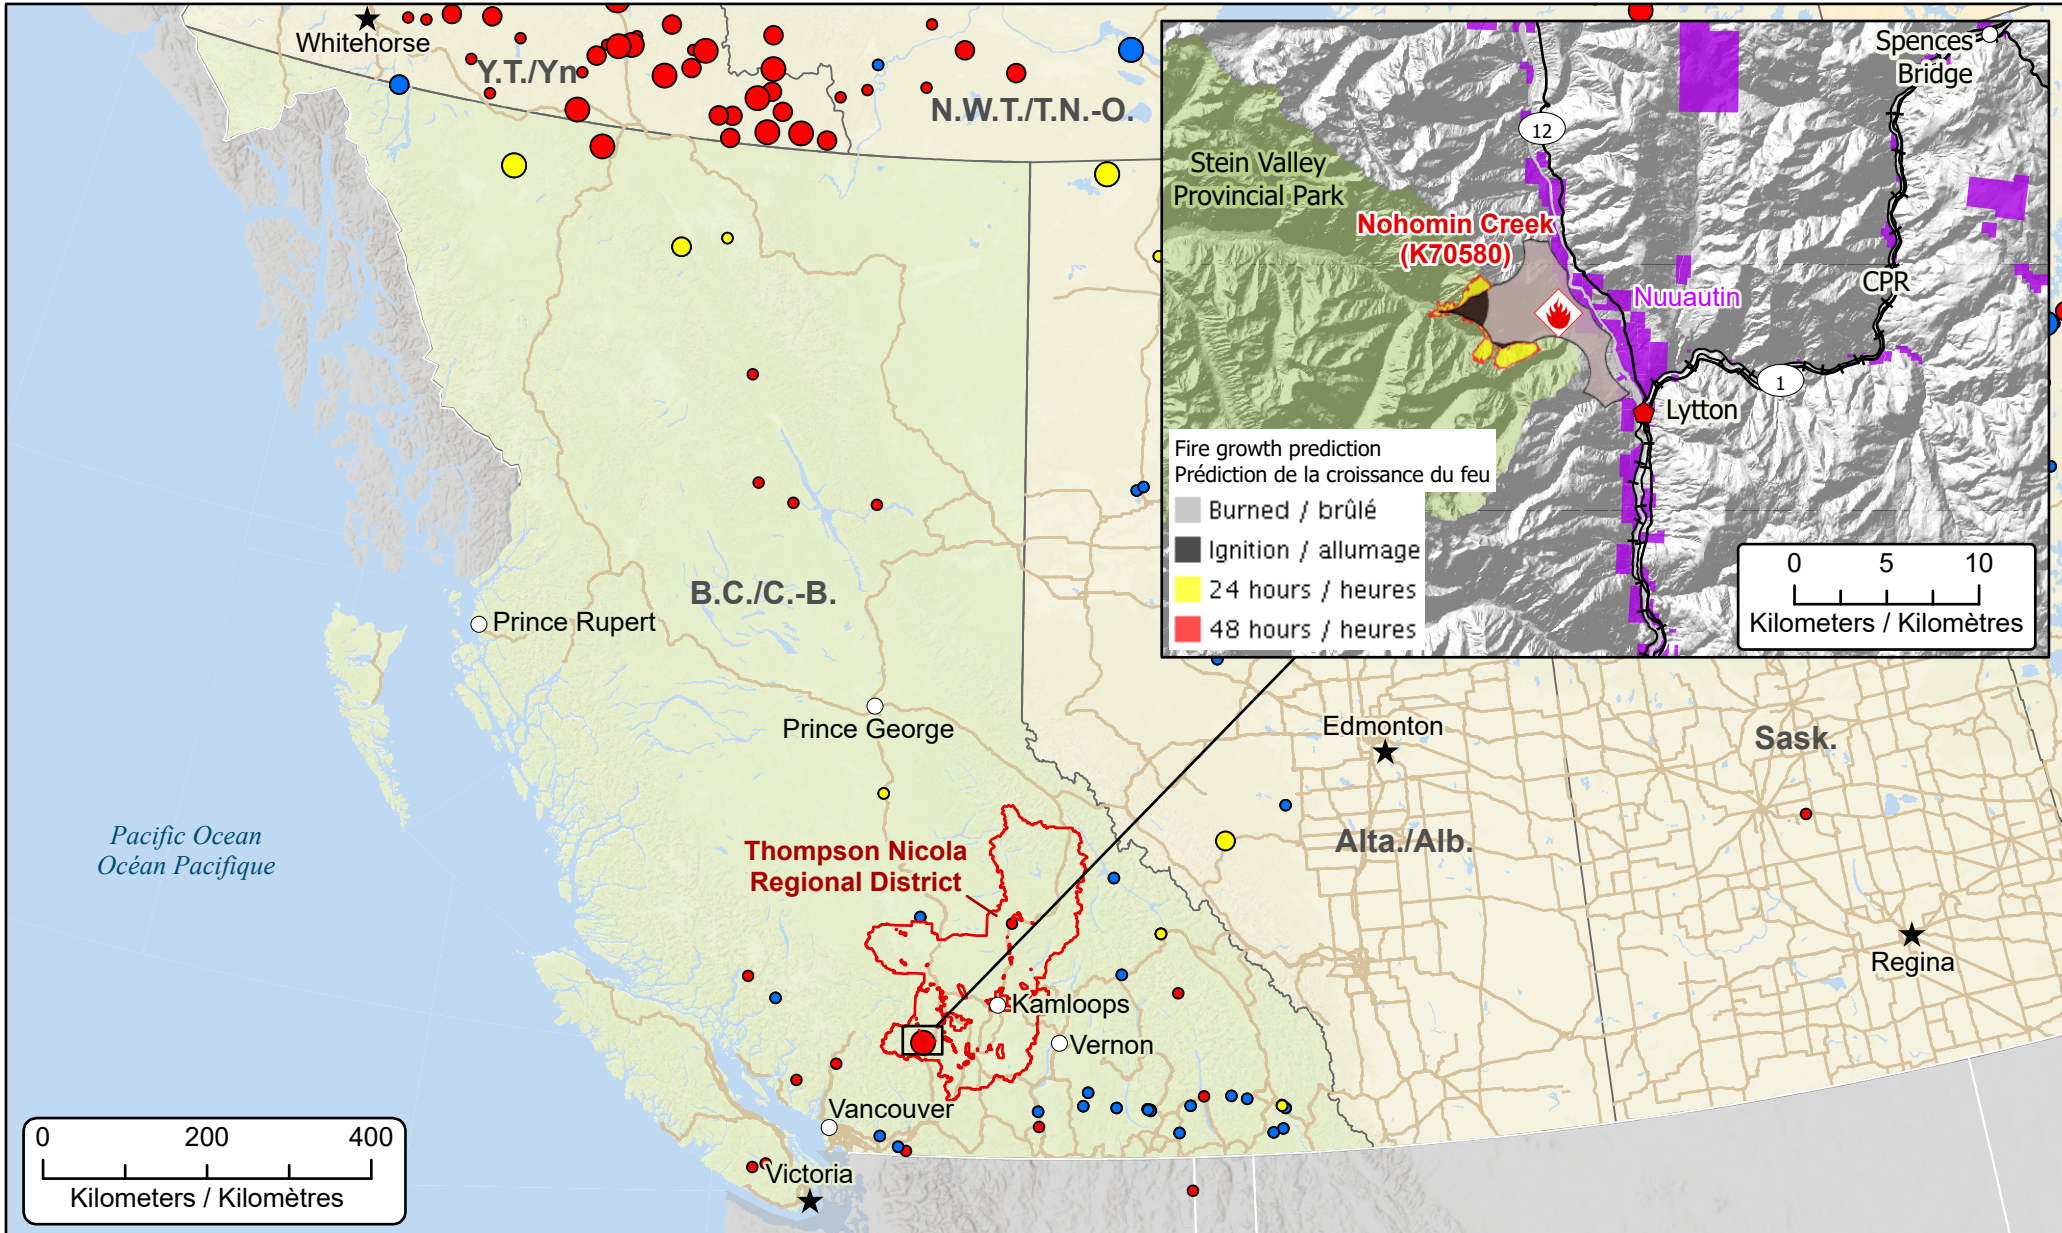 Whitehorse
Y.T./Yn
N.W.T./T.N.-O.
B.C./C.-B.
Prince Rupert
Prince George
Pacific Ocean
Océan Pacifique
Thompson Nicola
Regional District
Kamloops
Vernon
Vancouver
Victoria
Edmonton
Alta./Alb.
Sask.
Regina
0 200 400
Kilometers / Kilomètres
Spences
Bridge
12
Stein Valley
Provincial Park
Nohomin Creek
(K70580)
Nuuautin
CPR
1
Lytton
Fire growth prediction
Prédiction de la croissance du feu
Burned / brûlé
Ignition / allumage
24 hours / heures
48 hours / heures
0 5 10
Kilometers / Kilomètres